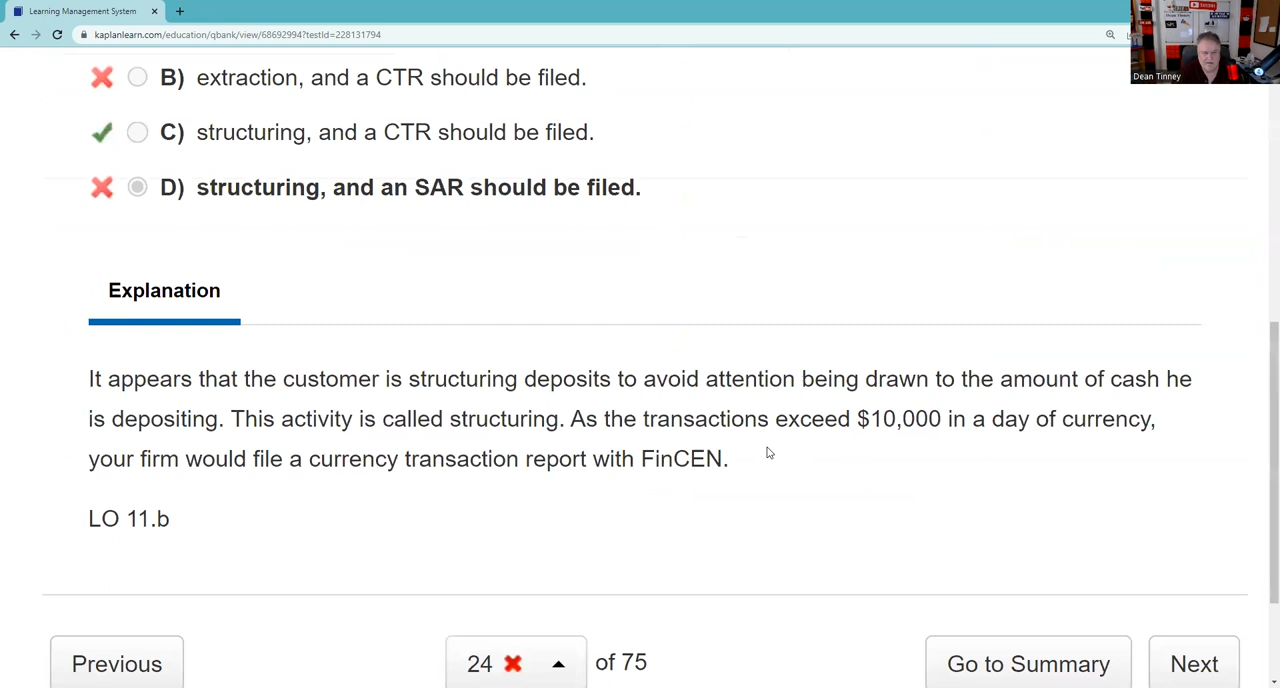 Learning Management System
kaplanlearn.com/education/qbank/view/68692994?testId=228131794
Dean Tinney
B) extraction, and a CTR should be filed.
C) structuring, and a CTR should be filed.
D) structuring, and an SAR should be filed.
Explanation
It appears that the customer is structuring deposits to avoid attention being drawn to the amount of cash he
is depositing. This activity is called structuring. As the transactions exceed $10,000 in a day of currency,
your firm would file a currency transaction report with FinCEN.
LO 11.b
Previous
24
of 75
Go to Summary
Next